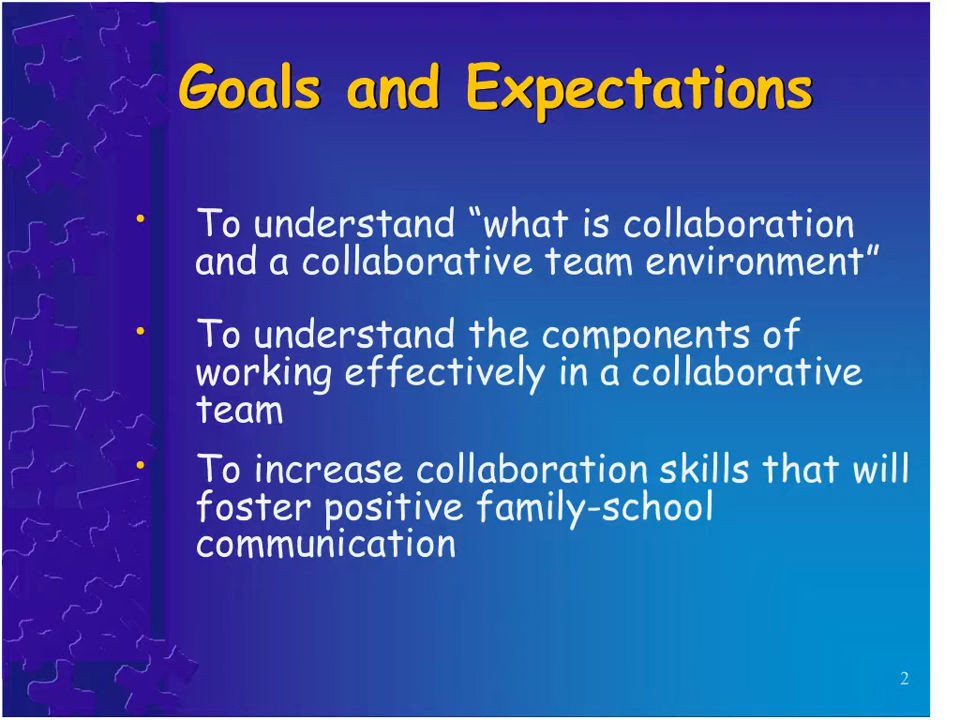 Goals and Expectations
• To understand “what is collaboration
and a collaborative team environment”
• To understand the components of
working effectively in a collaborative
team
• To increase collaboration skills that will
foster positive family-school
communication
2